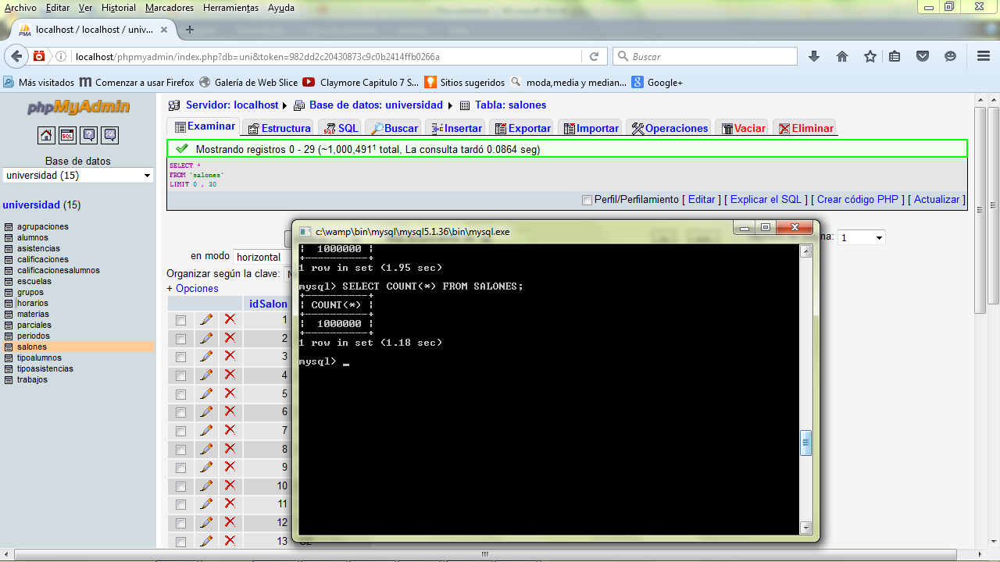 Archivo Editar Ver Historial Marcadores Herramientas Ayuda
localhost / localhost / univ...
localhost/phpmyadmin/index.php?db=uni&token=982dd2c20430873c9c0b2414ffb0266a
Buscar
Más visitados Comenzar a usar Firefox Galería de Web Slice Claymore Capitulo 7 S... Sitios sugeridos moda,media y median... Google+
phpMyAdmin
Base de datos
universidad (15)
universidad (15)
agrupaciones
alumnos
asistencias
calificaciones
calificacionesalumnos
escuelas
grupos
horarios
materias
parciales
periodos
salones
tipoalumnos
tipoasistencias
trabajos
Servidor: localhost Base de datos: universidad Tabla: salones
Examinar Estructura SQL Buscar Insertar Exportar Importar Operaciones Vaciar Eliminar
Mostrando registros 0 - 29 (~1,000,491¹ total, La consulta tardó 0.0864 seg)
SELECT *
FROM `salones`
LIMIT 0 , 30
Perfil/Perfilamiento [ Editar ] [ Explicar el SQL ] [ Crear código PHP ] [ Actualizar ]
1
en modo horizontal
Organizar según la clave:
+ Opciones
idSalon
1
2
3
4
5
6
7
8
9
10
11
12
13
c:\wamp\bin\mysql\mysql5.1.36\bin\mysql.exe
¦ 1000000 ¦
+----------+
1 row in set (1.95 sec)
mysql> SELECT COUNT(*) FROM SALONES;
+----------+
¦ COUNT(*) ¦
+----------+
¦ 1000000 ¦
+----------+
1 row in set (1.18 sec)
mysql> _